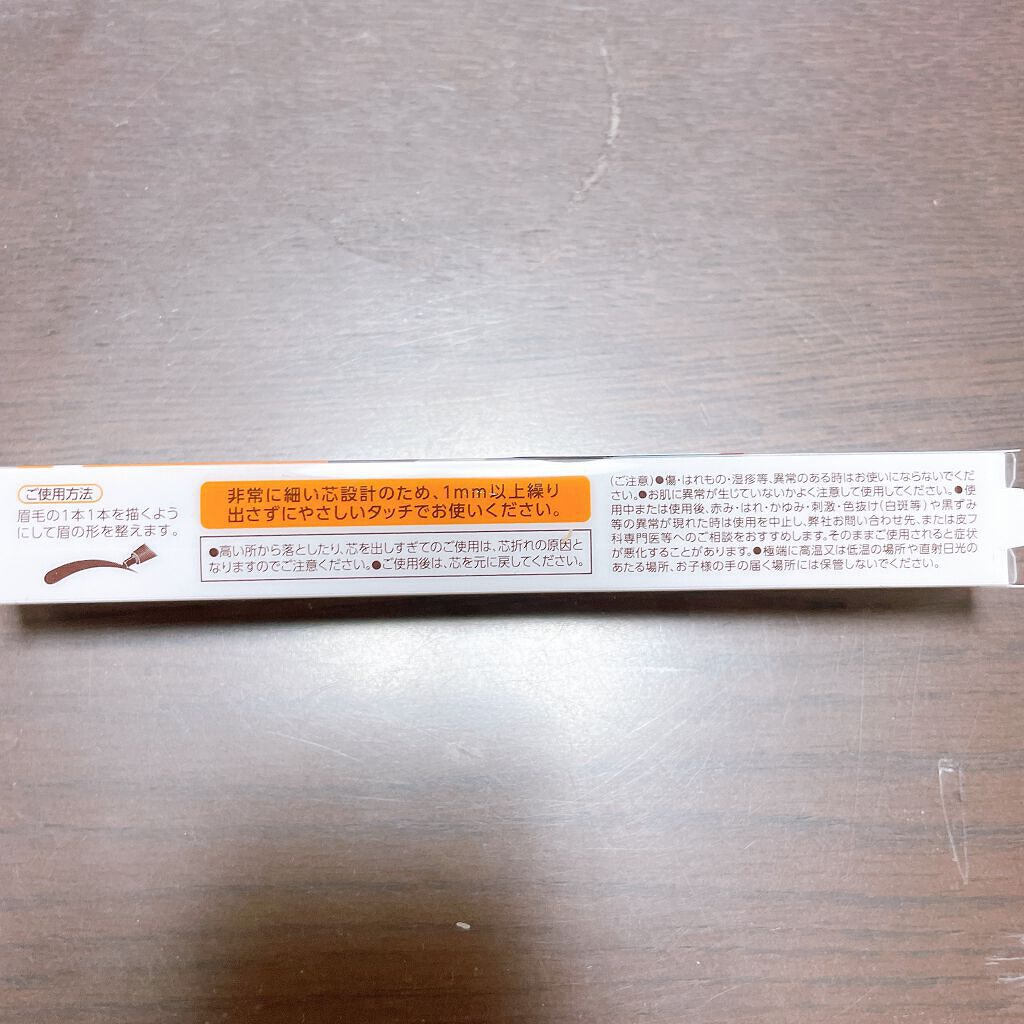 ご使用方法
眉毛の1本1本を描くよう
にして眉の形を整えます。
非常に細い芯設計のため、1mm以上繰り
出さずにやさしいタッチでお使いください。
●高い所から落としたり、芯を出しすぎてのご使用は、芯折れの原因と
なりますのでご注意ください。●ご使用後は、芯を元に戻してください。
(ご注意)●傷・はれもの・湿疹等、異常のある時はお使いにならないでくだ
さい。●お肌に異常が生じていないかよく注意して使用してください。●使
用中または使用後、赤み・はれ・かゆみ・刺激・色抜け(白斑等)や黒ずみ
等の異常が現れた時は使用を中止し、弊社お問い合わせ先、または皮フ
科専門医等へのご相談をおすすめします。そのままご使用されると症状
が悪化することがあります。●極端に高温又は低温の場所や直射日光の
あたる場所、お子様の手の届く場所には保管しないでください。